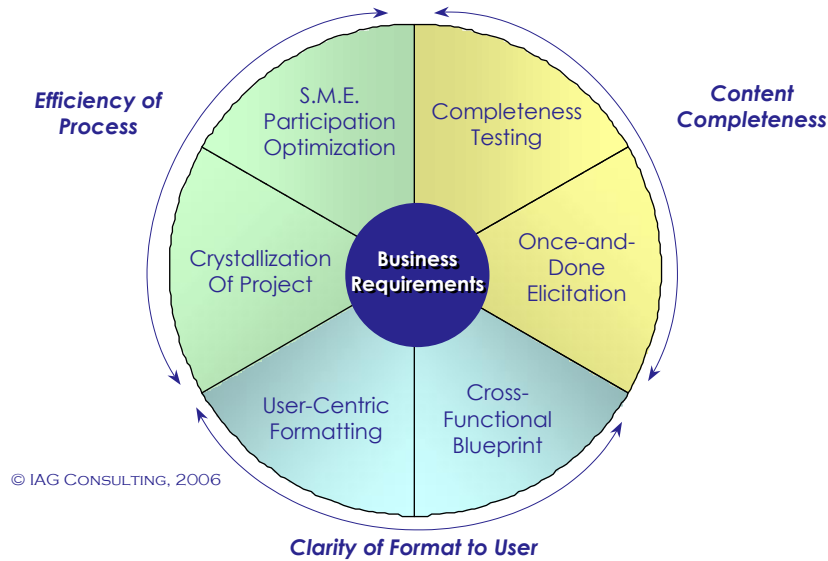 Efficiency of
Process
S.M.E.
Participation
Optimization
Completeness
Testing
Content
Completeness
Crystallization
Of Project
Business
Requirements
Once-and-
Done
Elicitation
User-Centric
Formatting
Cross-
Functional
Blueprint
© IAG CONSULTING, 2006
Clarity of Format to User